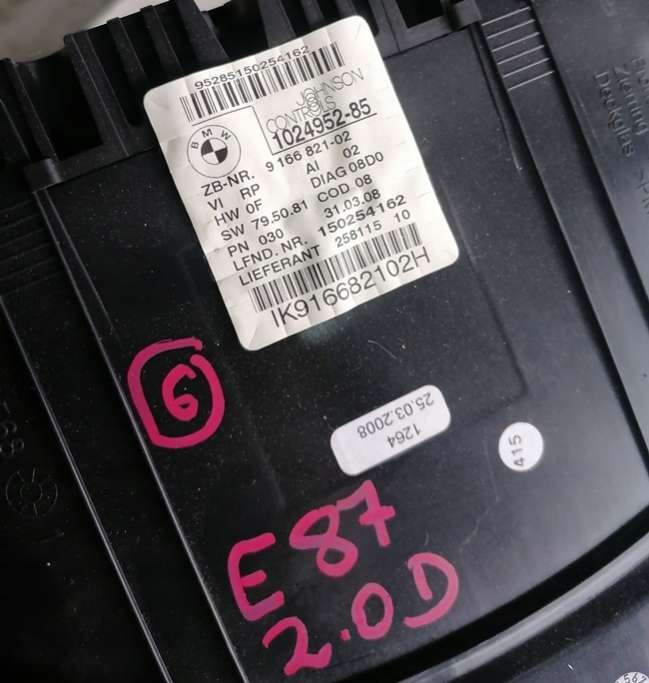 95285150254162
JOHNSON
CONTROLS
1024952-85
BMW
ZB-NR. 9 166 821-02
VI RP AI 02
HW 0F DIAG 08D0
SW 79.50.81 COD 08
PN 030 31.03.08
LFND. NR. 150254162
LIEFERANT 258115 10
IK916682102H
6
1264
25.03.2008
415
E87
2.0D
Zierring
Deckglas